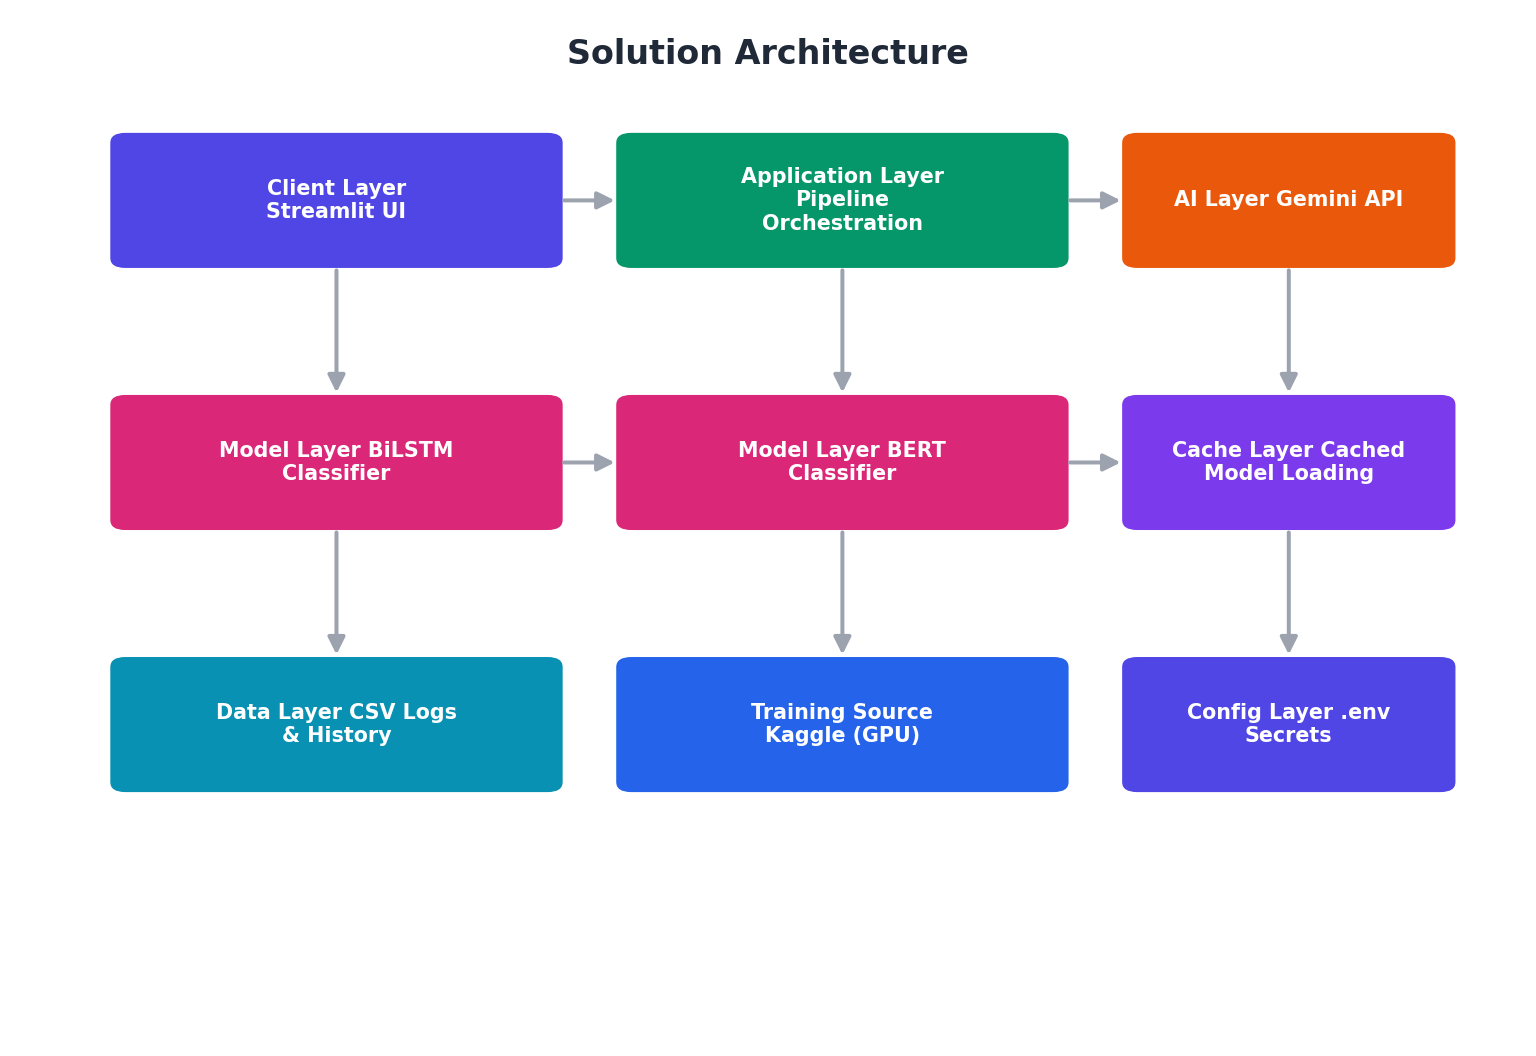 Solution Architecture
Client Layer
Streamlit UI
Application Layer
Pipeline
Orchestration
AI Layer Gemini API
Model Layer BiLSTM
Classifier
Model Layer BERT
Classifier
Cache Layer Cached
Model Loading
Data Layer CSV Logs
& History
Training Source
Kaggle (GPU)
Config Layer .env
Secrets